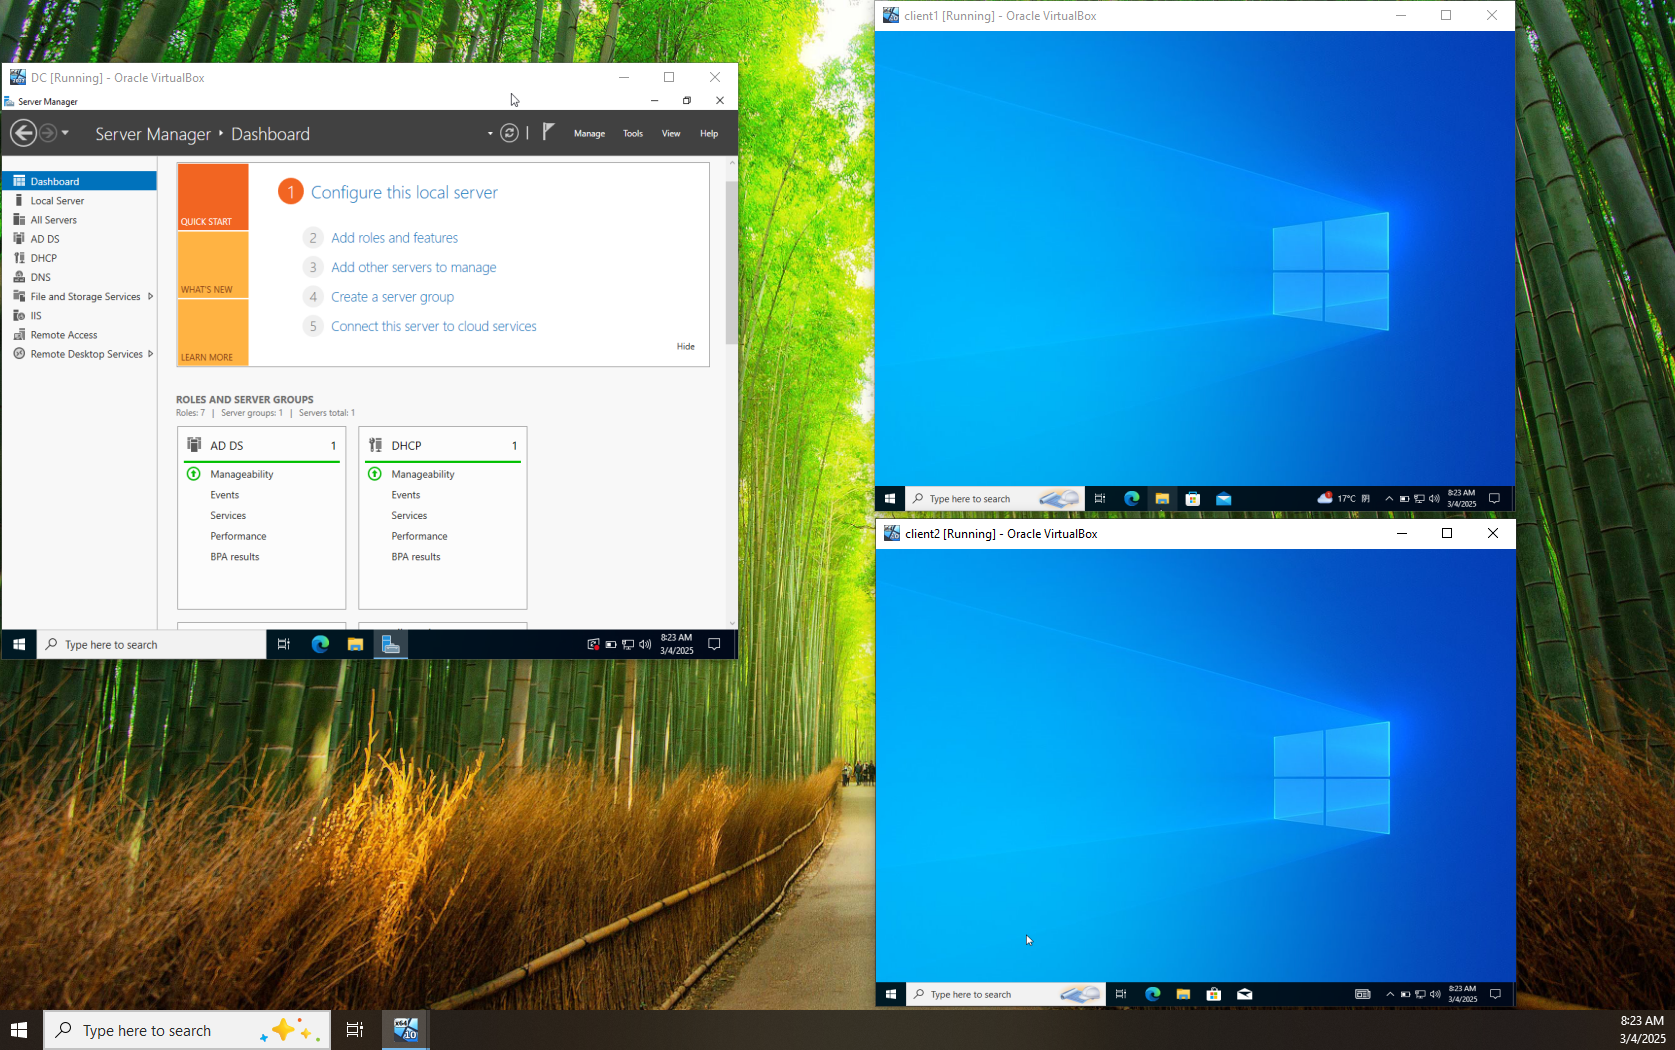 DC [Running] - Oracle VirtualBox
Server Manager
Server Manager • Dashboard
Manage
Tools
View
Help
Dashboard
Local Server
All Servers
AD DS
DHCP
DNS
File and Storage Services
IIS
Remote Access
Remote Desktop Services
QUICK START
WHAT'S NEW
LEARN MORE
1 Configure this local server
2 Add roles and features
3 Add other servers to manage
4 Create a server group
5 Connect this server to cloud services
Hide
ROLES AND SERVER GROUPS
Roles: 7 | Server groups: 1 | Servers total: 1
AD DS 1
Manageability
Events
Services
Performance
BPA results
DHCP 1
Manageability
Events
Services
Performance
BPA results
Type here to search
8:23 AM
3/4/2025
client1 [Running] - Oracle VirtualBox
Type here to search
17°C 阴
8:23 AM
3/4/2025
client2 [Running] - Oracle VirtualBox
Type here to search
8:23 AM
3/4/2025
Type here to search
x64
10
8:23 AM
3/4/2025